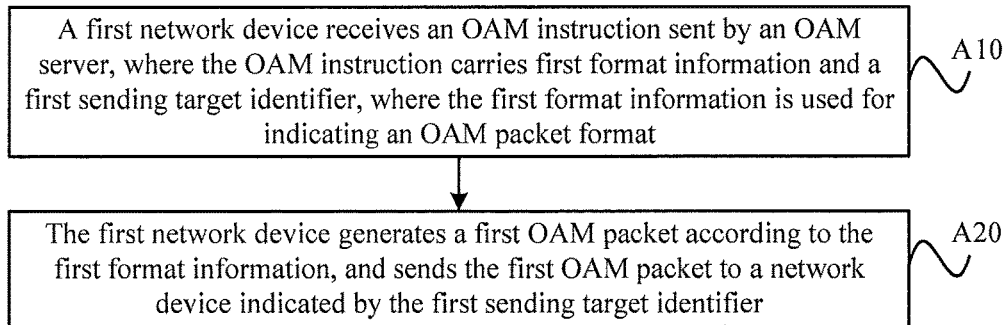 A first network device receives an OAM instruction sent by an OAM
server, where the OAM instruction carries first format information and a
first sending target identifier, where the first format information is used for
indicating an OAM packet format
A10
The first network device generates a first OAM packet according to the
first format information, and sends the first OAM packet to a network
device indicated by the first sending target identifier
A20